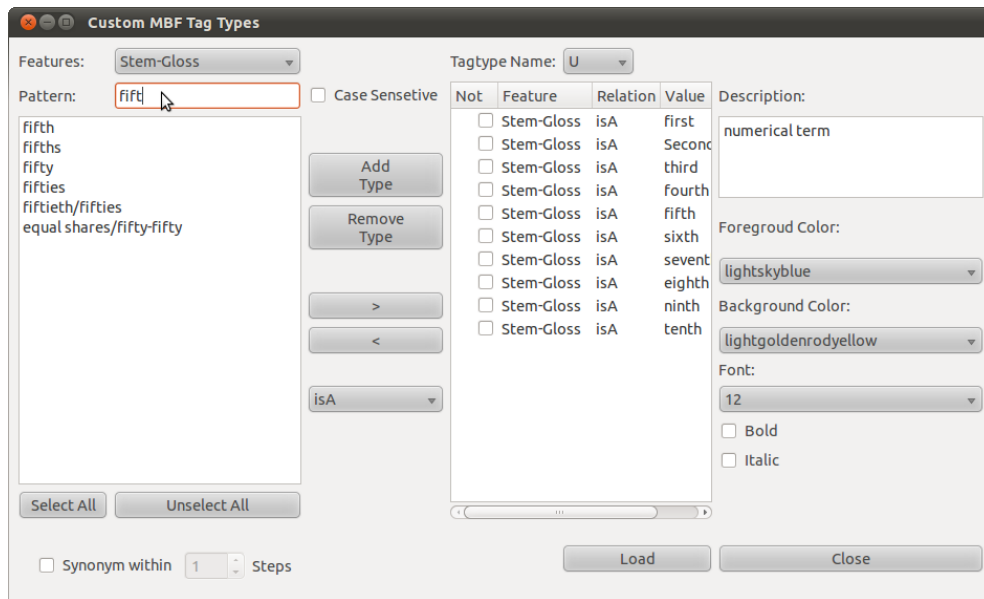 Custom MBF Tag Types
Features: Stem-Gloss
Tagtype Name: U
Pattern: fift
Case Sensetive
fifth
fifths
fifty
fifties
fiftieth/fifties
equal shares/fifty-fifty
Select All Unselect All
Add
Type
Remove
Type
>
<
isA
Not Feature Relation Value
Stem-Gloss isA first
Stem-Gloss isA Second
Stem-Gloss isA third
Stem-Gloss isA fourth
Stem-Gloss isA fifth
Stem-Gloss isA sixth
Stem-Gloss isA sevent
Stem-Gloss isA eighth
Stem-Gloss isA ninth
Stem-Gloss isA tenth
Description:
numerical term
Foregroud Color:
lightskyblue
Background Color:
lightgoldenrodyellow
Font:
12
Bold
Italic
Synonym within 1 Steps
Load Close